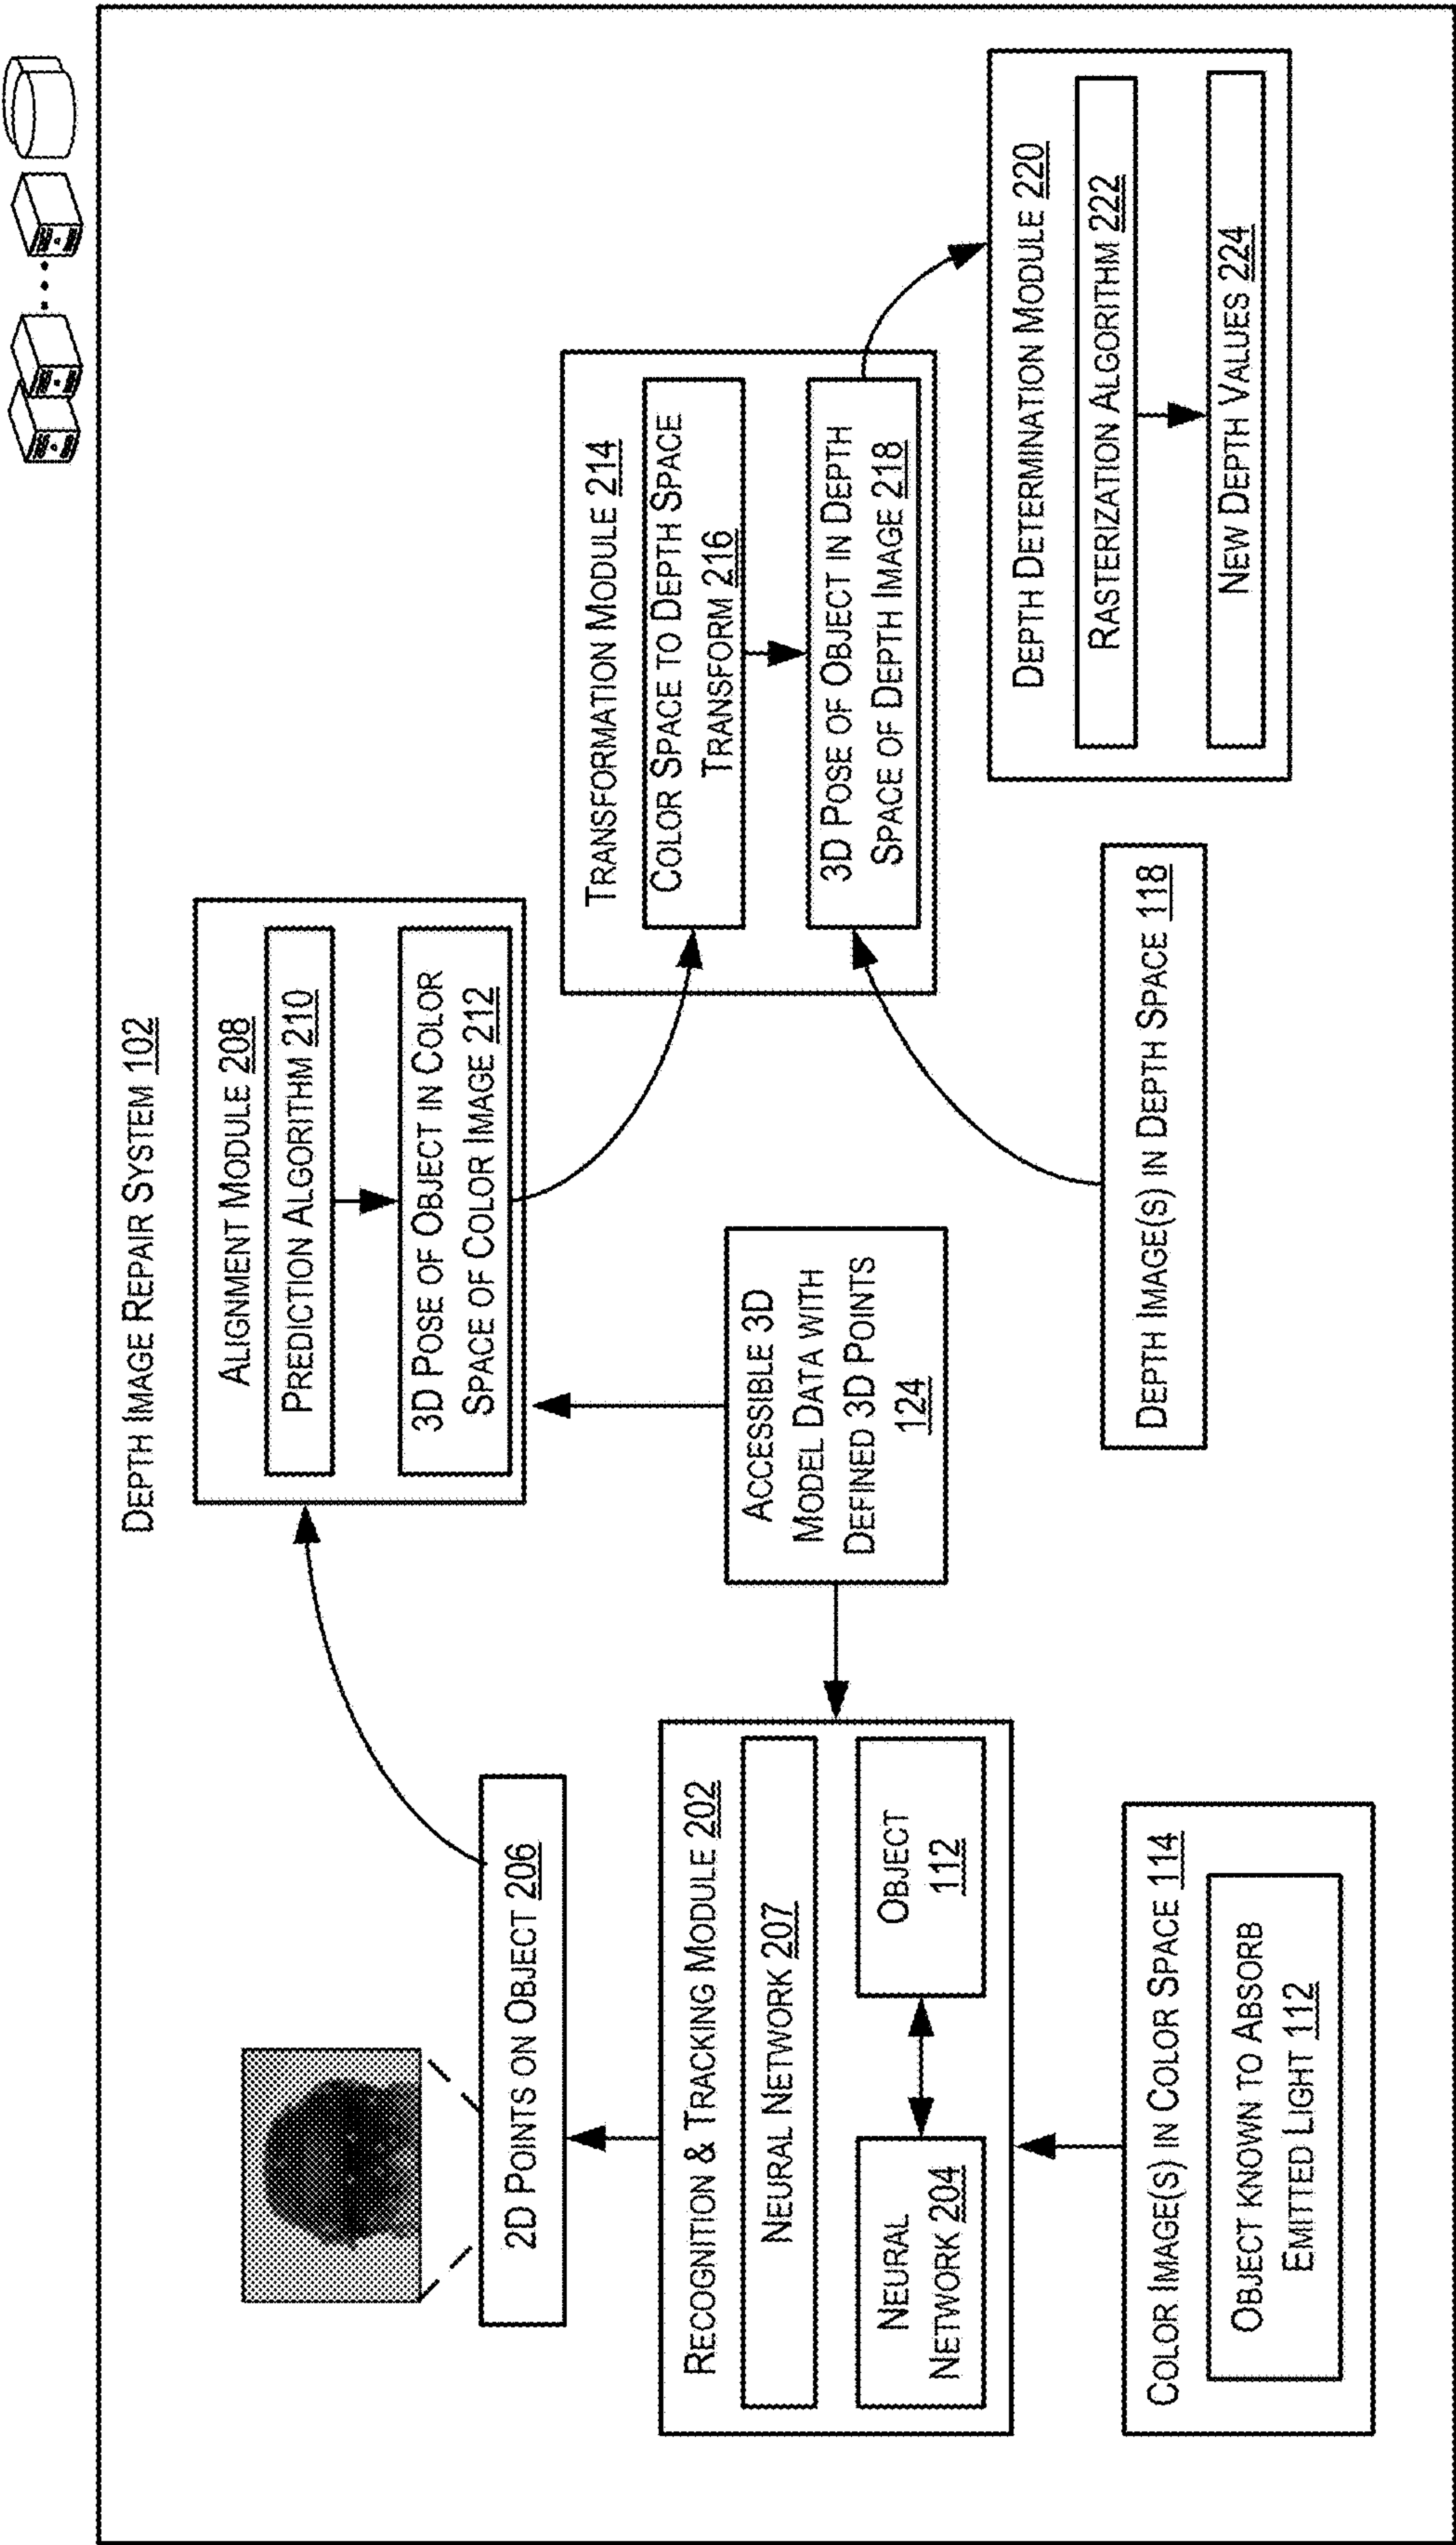 DEPTH IMAGE REPAIR SYSTEM 102
2D POINTS ON OBJECT 206
RECOGNITION & TRACKING MODULE 202
NEURAL NETWORK 207
NEURAL
NETWORK 204
OBJECT
112
COLOR IMAGE(S) IN COLOR SPACE 114
OBJECT KNOWN TO ABSORB
EMITTED LIGHT 112
ALIGNMENT MODULE 208
PREDICTION ALGORITHM 210
3D POSE OF OBJECT IN COLOR
SPACE OF COLOR IMAGE 212
ACCESSIBLE 3D
MODEL DATA WITH
DEFINED 3D POINTS
124
DEPTH IMAGE(S) IN DEPTH SPACE 118
TRANSFORMATION MODULE 214
COLOR SPACE TO DEPTH SPACE
TRANSFORM 216
3D POSE OF OBJECT IN DEPTH
SPACE OF DEPTH IMAGE 218
DEPTH DETERMINATION MODULE 220
RASTERIZATION ALGORITHM 222
NEW DEPTH VALUES 224